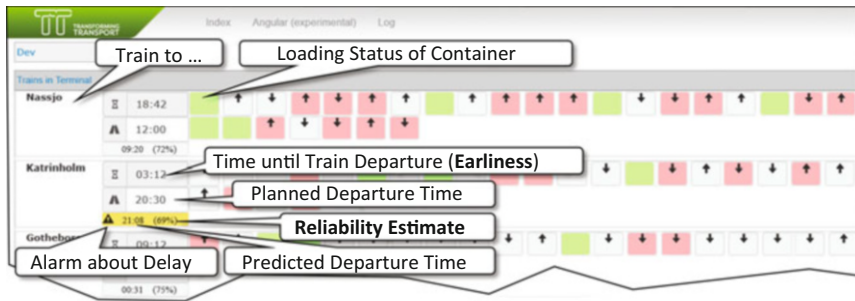 TRANSFORMING
TRANSPORT
Index Angular (experimental) Log
Dev
Train to ...
Loading Status of Container
Trains in Terminal
Nassjo
18:42
12:00
09:20 (72%)
Time until Train Departure (Earliness)
Katrinholm
03:12
Planned Departure Time
20:30
21:08 (69%)
Reliability Estimate
09:12
Alarm about Delay
Predicted Departure Time
00:31 (75%)